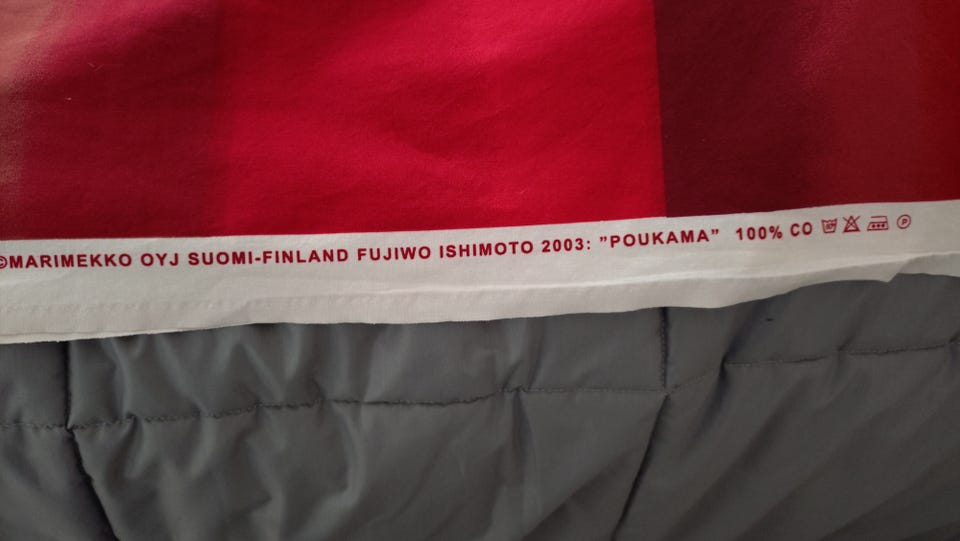 ©MARIMEKKO OYJ SUOMI-FINLAND FUJIWO ISHIMOTO 2003: ”POUKAMA” 100% CO Ⓟ